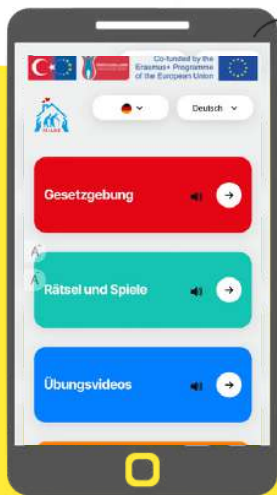 Co-funded by the
Erasmus+ Programme
of the European Union
Deutsch
Gesetzgebung
A
Rätsel und Spiele
A
Übungsvideos